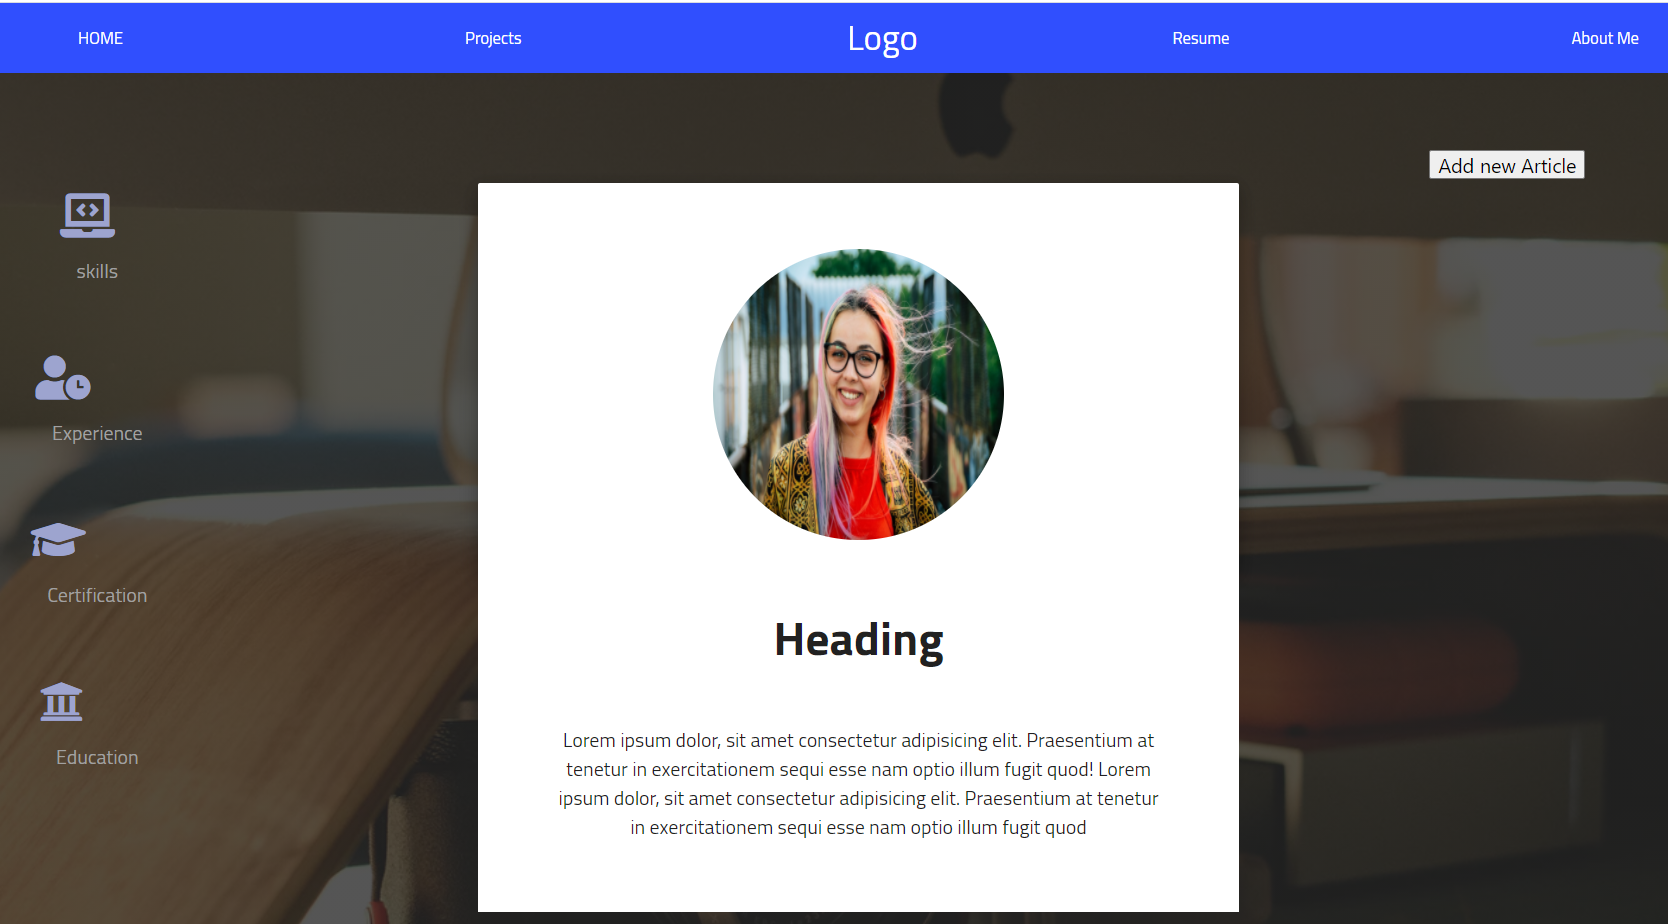 HOME
Projects
Logo
Resume
About Me
Add new Article
skills
Experience
Certification
Education
Heading
Lorem ipsum dolor, sit amet consectetur adipisicing elit. Praesentium at
tenetur in exercitationem sequi esse nam optio illum fugit quod! Lorem
ipsum dolor, sit amet consectetur adipisicing elit. Praesentium at tenetur
in exercitationem sequi esse nam optio illum fugit quod